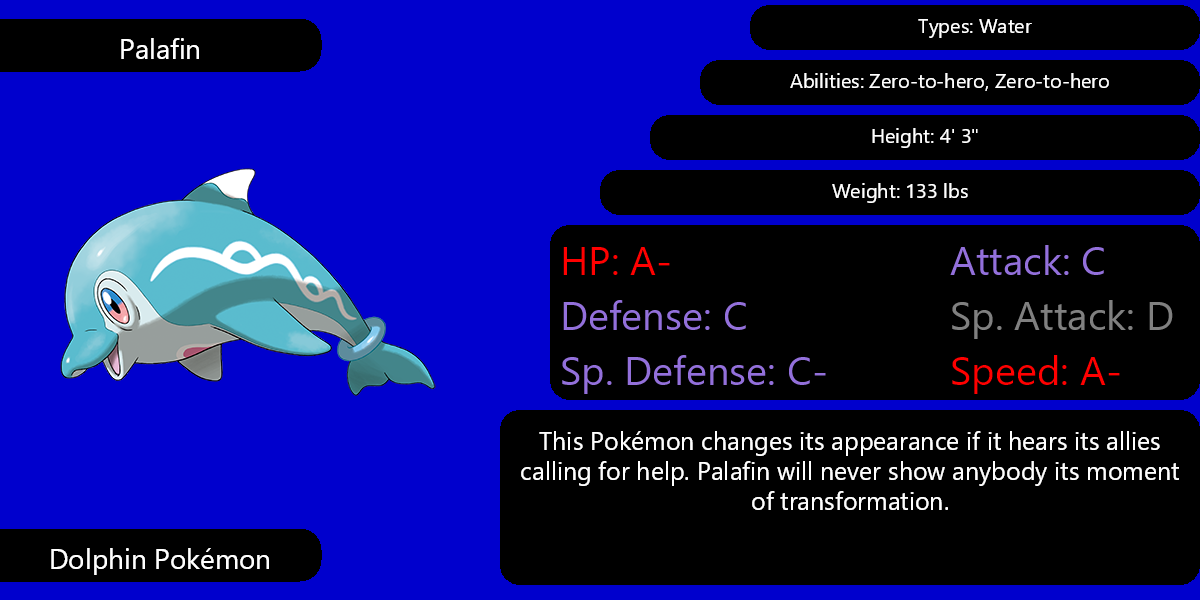 Palafin
Types: Water
Abilities: Zero-to-hero, Zero-to-hero
Height: 4' 3"
Weight: 133 lbs
HP: A-
Attack: C
Defense: C
Sp. Attack: D
Sp. Defense: C-
Speed: A-
This Pokémon changes its appearance if it hears its allies
calling for help. Palafin will never show anybody its moment
of transformation.
Dolphin Pokémon